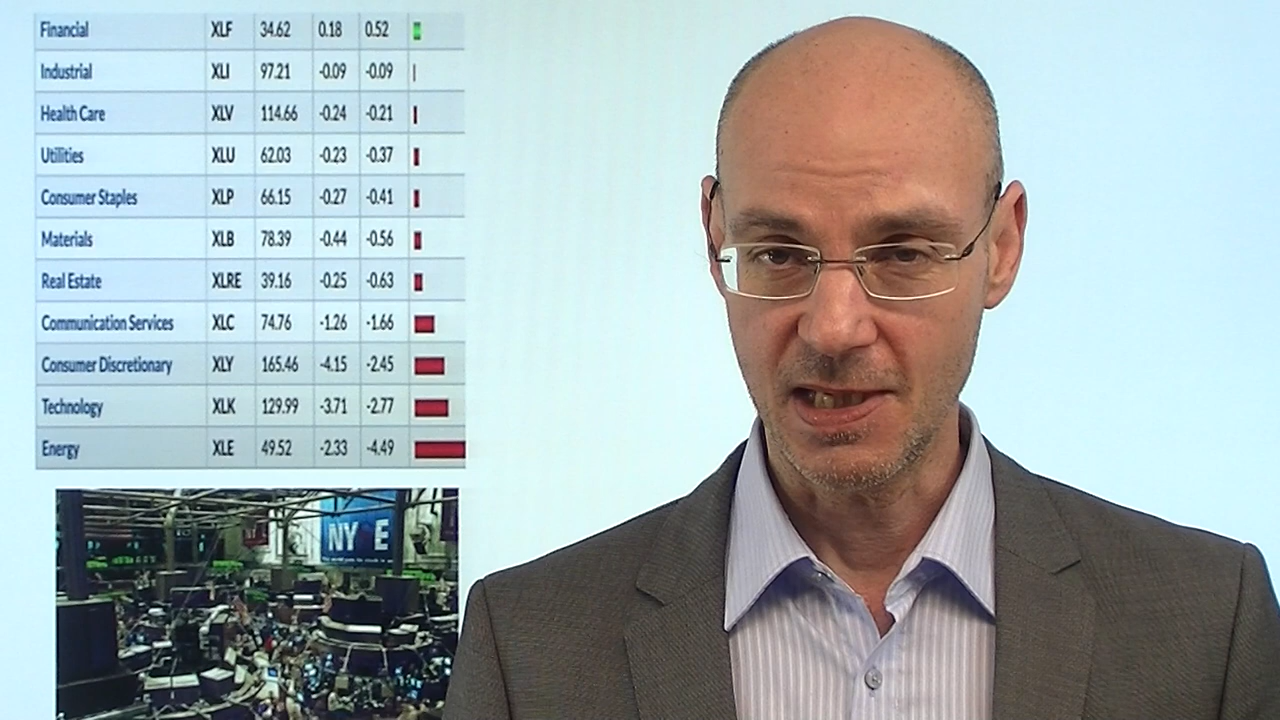 Financial XLF 34.62 0.18 0.52
Industrial XLI 97.21 -0.09 -0.09
Health Care XLV 114.66 -0.24 -0.21
Utilities XLU 62.03 -0.23 -0.37
Consumer Staples XLP 66.15 -0.27 -0.41
Materials XLB 78.39 -0.44 -0.56
Real Estate XLRE 39.16 -0.25 -0.63
Communication Services XLC 74.76 -1.26 -1.66
Consumer Discretionary XLY 165.46 -4.15 -2.45
Technology XLK 129.99 -3.71 -2.77
Energy XLE 49.52 -2.33 -4.49
NY E